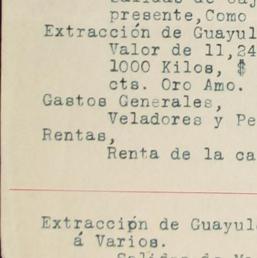 presente, Como
Extracción de Guayul
Valor de 11,24
1000 Kilos, $
cts. Oro Amo.
Gastos Generales,
Veladores y Pe
Rentas,
Renta de la ca
Extraccipn de Guayul
á Varios.